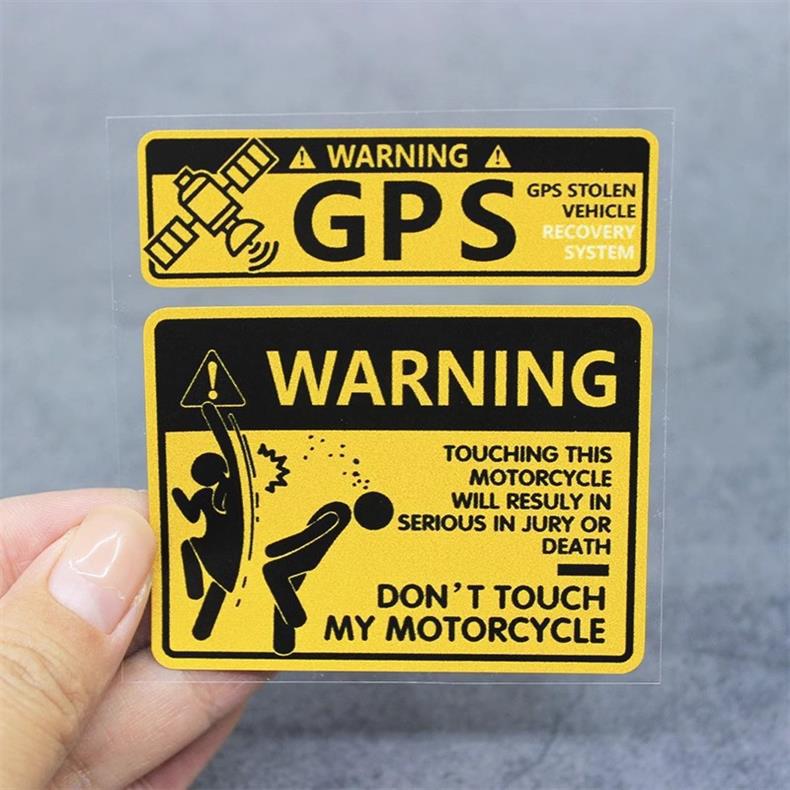 WARNING
GPS
GPS STOLEN
VEHICLE
RECOVERY
SYSTEM
WARNING
TOUCHING THIS
MOTORCYCLE
WILL RESULY IN
SERIOUS IN JURY OR
DEATH
DON'T TOUCH
MY MOTORCYCLE